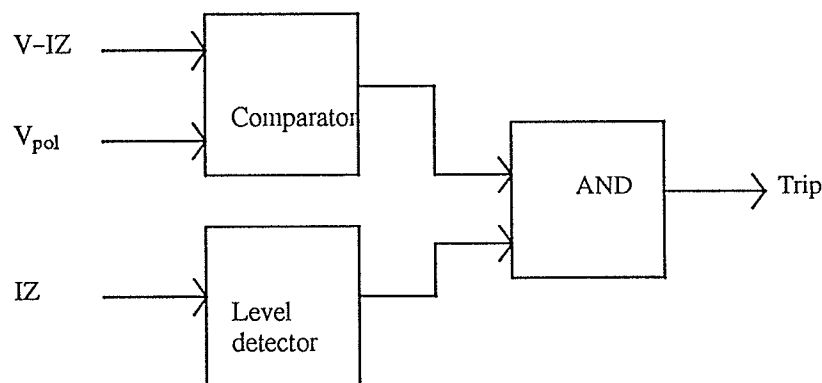 V–IZ
Comparator
V_pol
AND
Trip
IZ
Level
detector